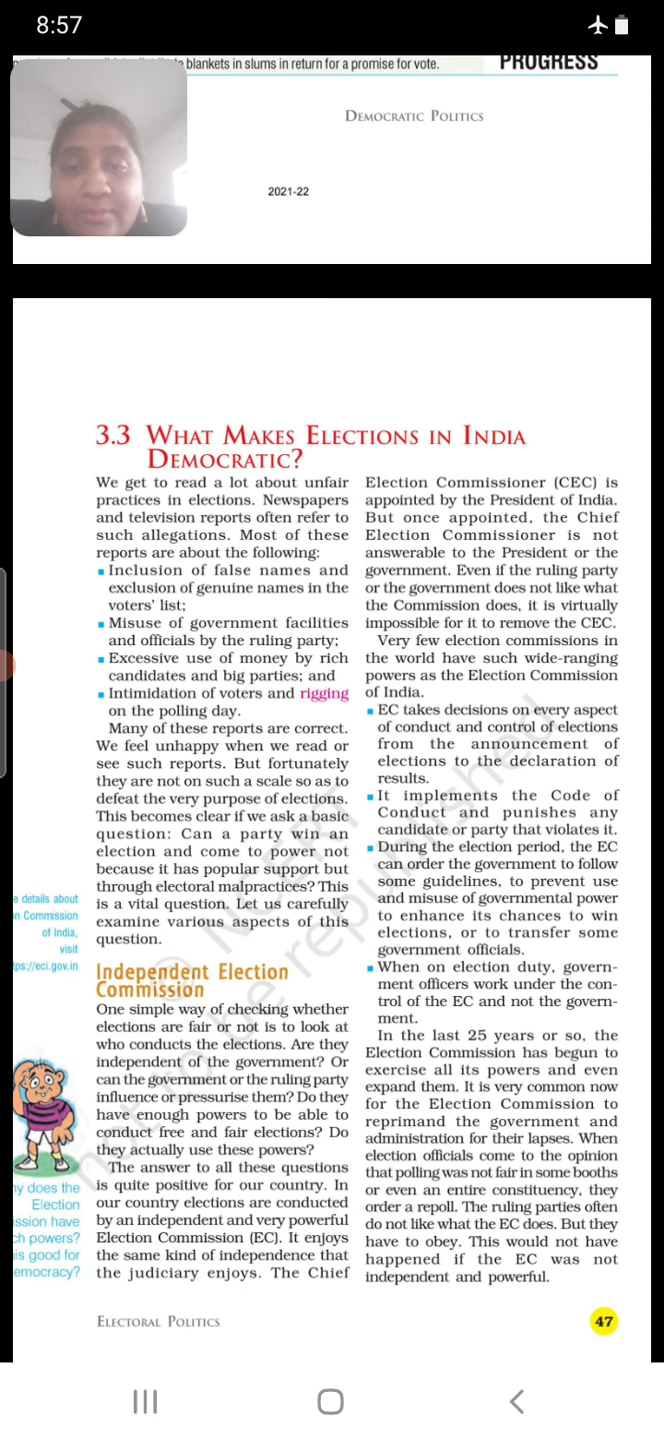 8:57
blankets in slums in return for a promise for vote.
PROGRESS
DEMOCRATIC POLITICS
2021-22
3.3 WHAT MAKES ELECTIONS IN INDIA
DEMOCRATIC?
We get to read a lot about unfair
practices in elections. Newspapers
and television reports often refer to
such allegations. Most of these
reports are about the following:
Inclusion of false names and
exclusion of genuine names in the
voters' list;
Misuse of government facilities
and officials by the ruling party;
Excessive use of money by rich
candidates and big parties; and
Intimidation of voters and rigging
on the polling day.
Many of these reports are correct.
We feel unhappy when we read or
see such reports. But fortunately
they are not on such a scale so as to
defeat the very purpose of elections.
This becomes clear if we ask a basic
question: Can a party win an
election and come to power not
because it has popular support but
through electoral malpractices? This
is a vital question. Let us carefully
examine various aspects of this
question.
Independent Election
Commission
One simple way of checking whether
elections are fair or not is to look at
who conducts the elections. Are they
independent of the government? Or
can the government or the ruling party
influence or pressurise them? Do they
have enough powers to be able to
conduct free and fair elections? Do
they actually use these powers?
The answer to all these questions
is quite positive for our country. In
our country elections are conducted
by an independent and very powerful
Election Commission (EC). It enjoys
the same kind of independence that
the judiciary enjoys. The Chief
Election Commissioner (CEC) is
appointed by the President of India.
But once appointed, the Chief
Election Commissioner is not
answerable to the President or the
government. Even if the ruling party
or the government does not like what
the Commission does, it is virtually
impossible for it to remove the CEC.
Very few election commissions in
the world have such wide-ranging
powers as the Election Commission
of India.
EC takes decisions on every aspect
of conduct and control of elections
from the announcement of
elections to the declaration of
results.
It implements the Code of
Conduct and punishes any
candidate or party that violates it.
During the election period, the EC
can order the government to follow
some guidelines, to prevent use
and misuse of governmental power
to enhance its chances to win
elections, or to transfer some
government officials.
When on election duty, govern-
ment officers work under the con-
trol of the EC and not the govern-
ment.
In the last 25 years or so, the
Election Commission has begun to
exercise all its powers and even
expand them. It is very common now
for the Election Commission to
reprimand the government and
administration for their lapses. When
election officials come to the opinion
that polling was not fair in some booths
or even an entire constituency, they
order a repoll. The ruling parties often
do not like what the EC does. But they
have to obey. This would not have
happened if the EC was not
independent and powerful.
e details about
n Commission
of India,
visit
tps://eci.gov.in
ny does the
Election
ssion have
ch powers?
is good for
emocracy?
© NCERT
not to be republished
ELECTORAL POLITICS
47